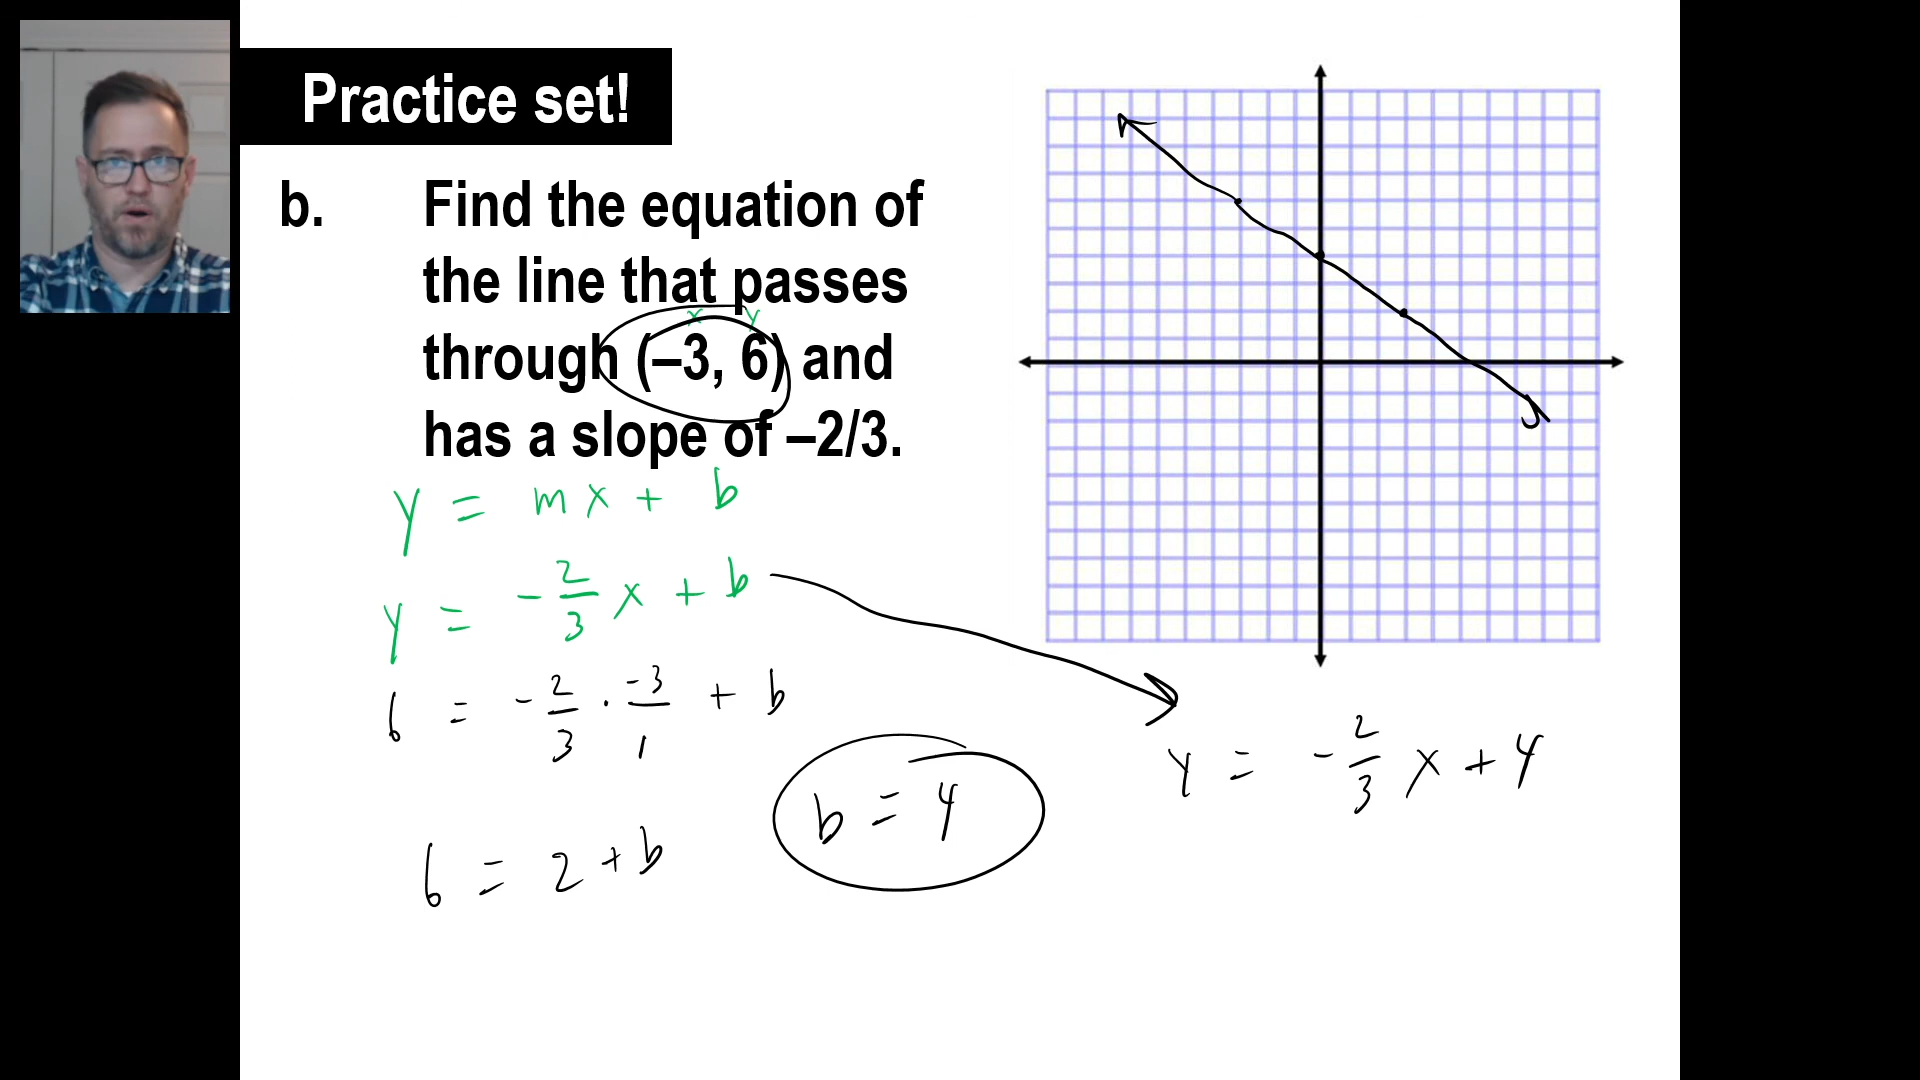 Practice set!
b. Find the equation of
the line that passes
x y
through (–3, 6) and
has a slope of –2/3.
y = mx + b
y = -2/3 x + b
6 = -2/3 · -3/1 + b
b = 4
y = -2/3 x + 4
6 = 2 + b